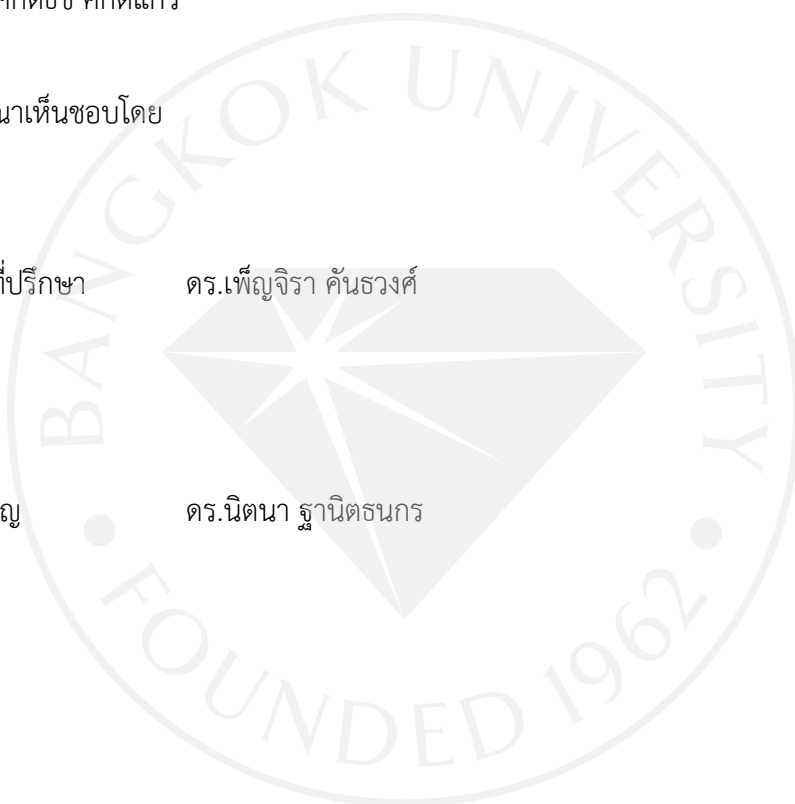 นาเห็นชอบโดย
ที่ปรึกษา ดร.เพ็ญจิรา คันธวงศ์
ญ ดร.นิตนา ฐานิตธนกร
BANGKOK UNIVERSITY
FOUNDED 1962